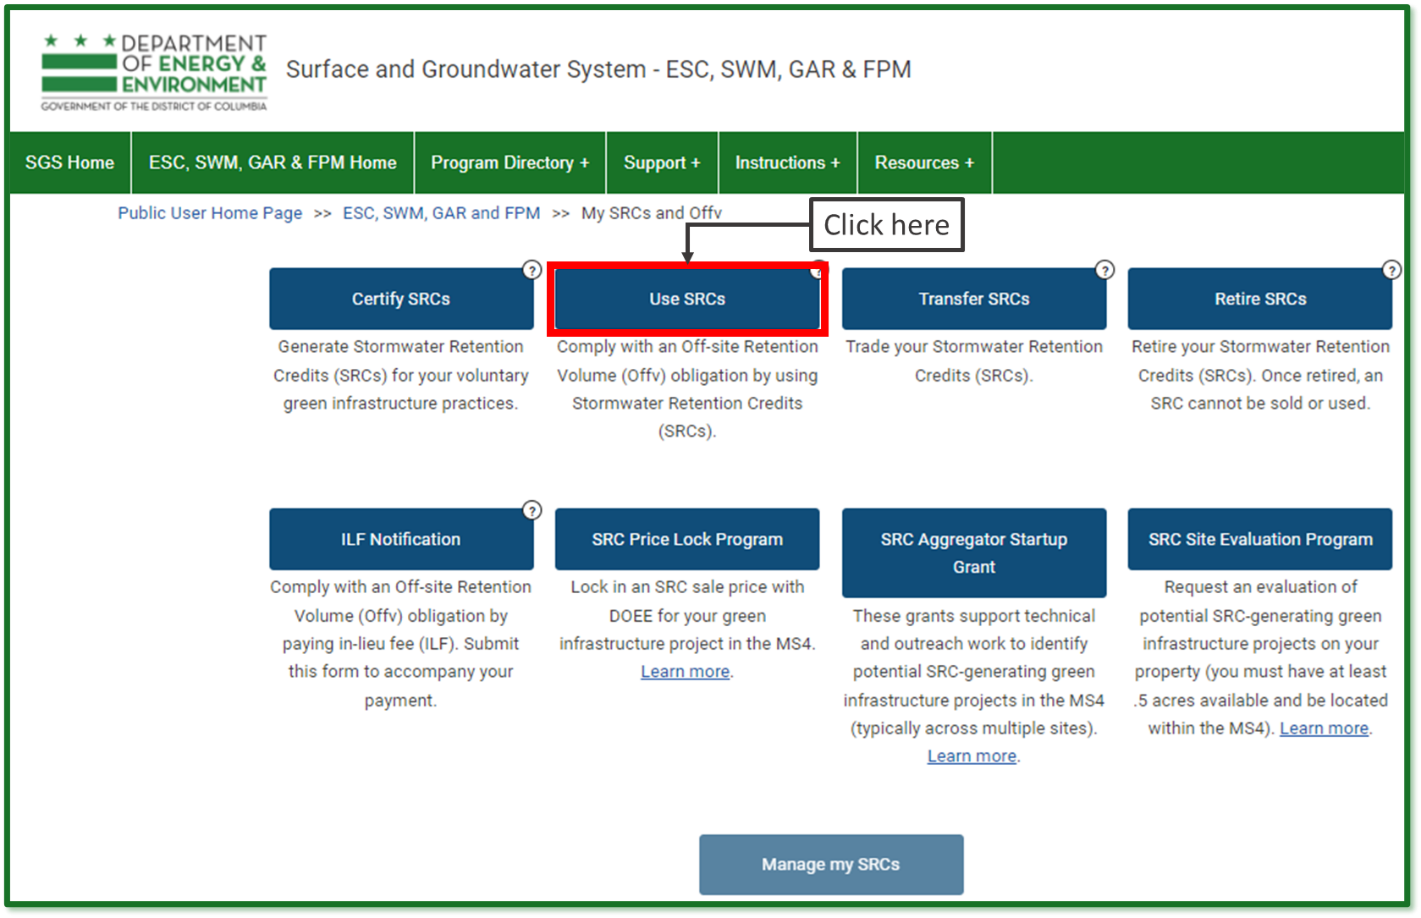 DEPARTMENT
OF ENERGY &
ENVIRONMENT
GOVERNMENT OF THE DISTRICT OF COLUMBIA
Surface and Groundwater System - ESC, SWM, GAR & FPM
SGS Home
ESC, SWM, GAR & FPM Home
Program Directory +
Support +
Instructions +
Resources +
Public User Home Page >> ESC, SWM, GAR and FPM >> My SRCs and Offv
Click here
Certify SRCs
?
Generate Stormwater Retention
Credits (SRCs) for your voluntary
green infrastructure practices.
Use SRCs
?
Comply with an Off-site Retention
Volume (Offv) obligation by using
Stormwater Retention Credits
(SRCs).
Transfer SRCs
?
Trade your Stormwater Retention
Credits (SRCs).
Retire SRCs
?
Retire your Stormwater Retention
Credits (SRCs). Once retired, an
SRC cannot be sold or used.
ILF Notification
?
Comply with an Off-site Retention
Volume (Offv) obligation by
paying in-lieu fee (ILF). Submit
this form to accompany your
payment.
SRC Price Lock Program
Lock in an SRC sale price with
DOEE for your green
infrastructure project in the MS4.
Learn more.
SRC Aggregator Startup
Grant
These grants support technical
and outreach work to identify
potential SRC-generating green
infrastructure projects in the MS4
(typically across multiple sites).
Learn more.
SRC Site Evaluation Program
Request an evaluation of
potential SRC-generating green
infrastructure projects on your
property (you must have at least
.5 acres available and be located
within the MS4). Learn more.
Manage my SRCs